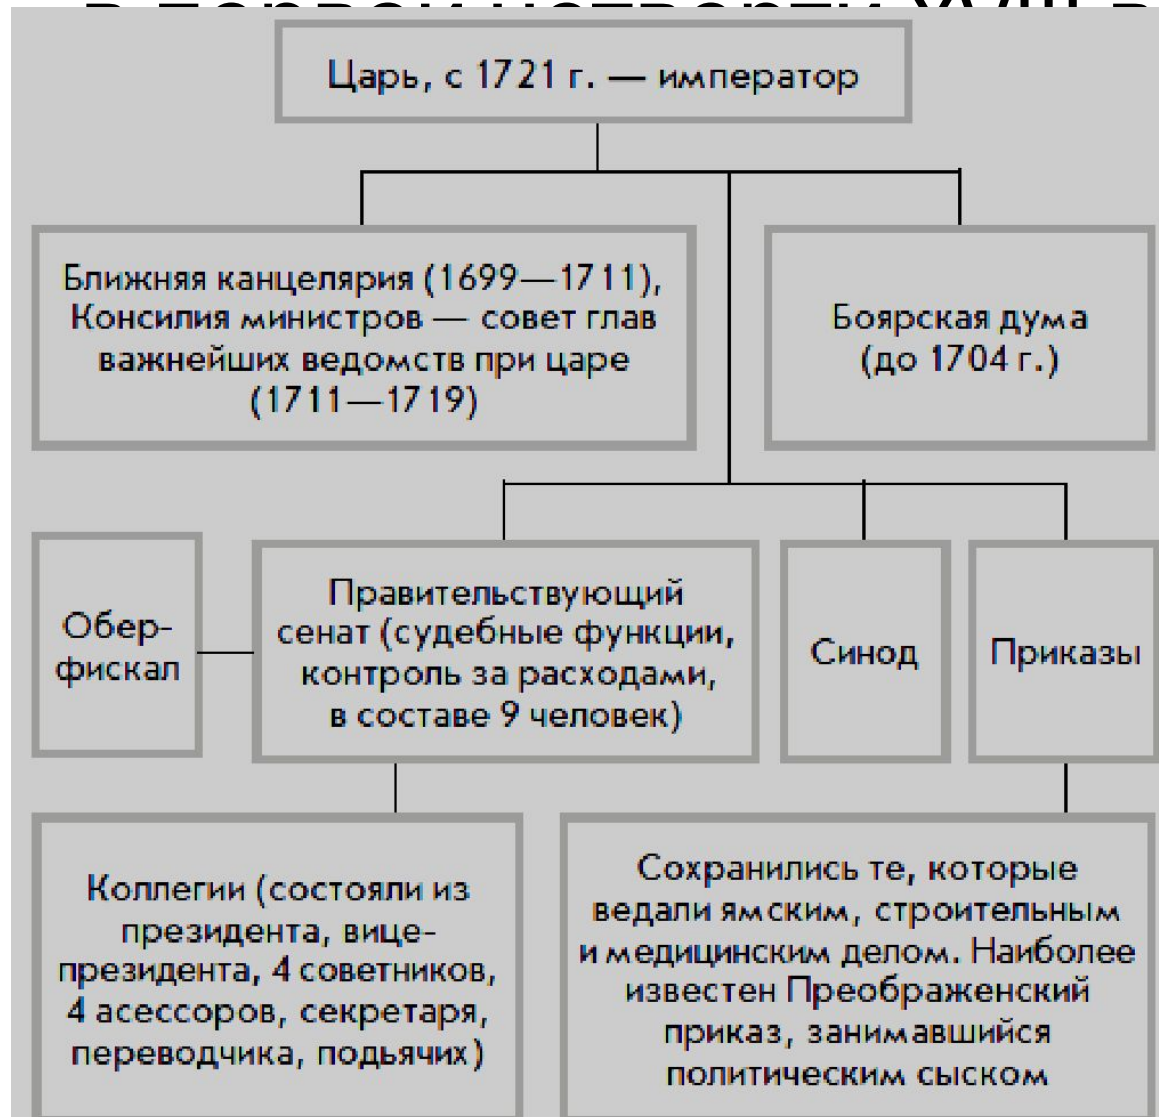 в первой четверти XVIII в
Царь, с 1721 г. — император
Ближняя канцелярия (1699—1711),
Консилия министров — совет глав
важнейших ведомств при царе
(1711—1719)
Боярская дума
(до 1704 г.)
Обер-
фискал
Правительствующий
сенат (судебные функции,
контроль за расходами,
в составе 9 человек)
Синод
Приказы
Коллегии (состояли из
президента, вице-
президента, 4 советников,
4 асессоров, секретаря,
переводчика, подьячих)
Сохранились те, которые
ведали ямским, строительным
и медицинским делом. Наиболее
известен Преображенский
приказ, занимавшийся
политическим сыском